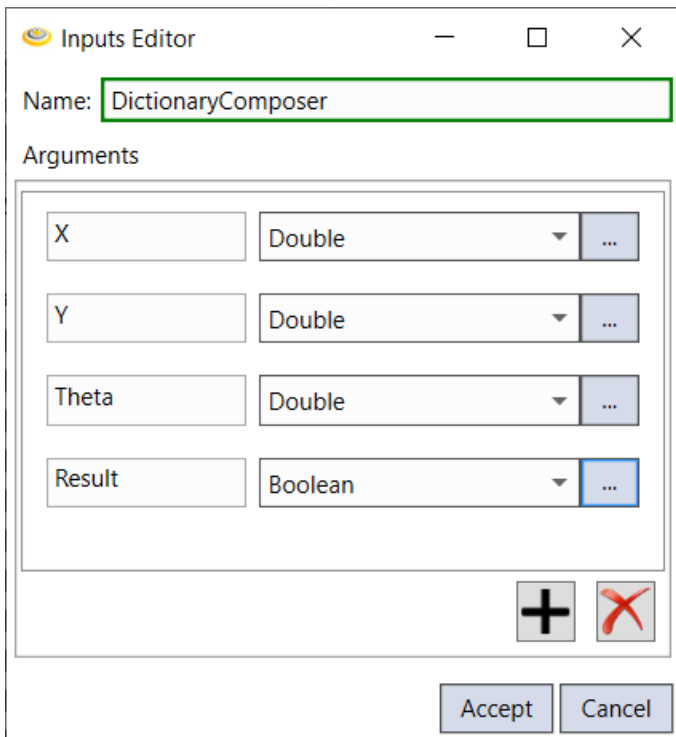 Inputs Editor
Name: DictionaryComposer
Arguments
X Double ...
Y Double ...
Theta Double ...
Result Boolean ...
Accept Cancel